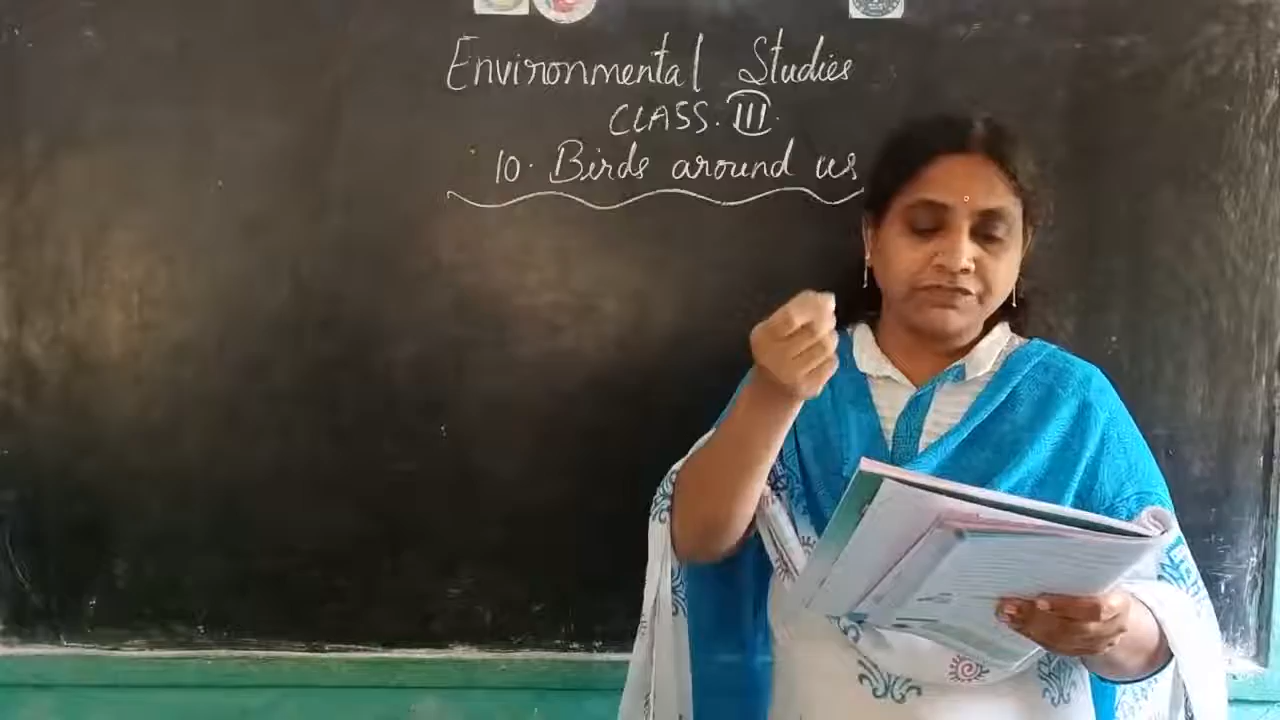 Environmental Studies
CLASS. III.
10. Birds around us